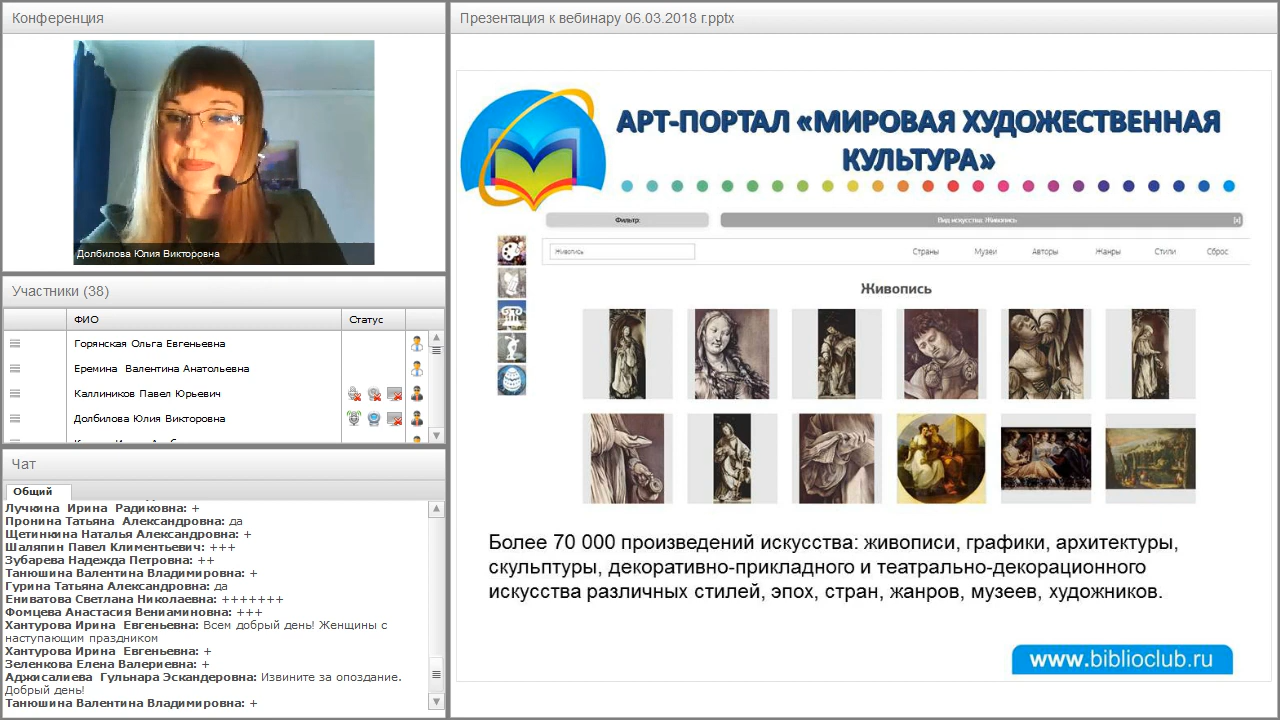 Конференция
Долбилова Юлия Викторовна
Участники (38)
ФИО
Статус
Горянская Ольга Евгеньевна
Еремина Валентина Анатольевна
Каллиников Павел Юрьевич
Долбилова Юлия Викторовна
Чат
Общий
Лучкина Ирина Радиковна: +
Пронина Татьяна Александровна: да
Щетинкина Наталья Александровна: +
Шаляпин Павел Климентьевич: +++
Зубарева Надежда Петровна: ++
Танюшина Валентина Владимировна: +
Гурина Татьяна Александровна: да
Ениватова Светлана Николаевна: +++++++
Фомцева Анастасия Вениаминовна: +++
Хантурова Ирина Евгеньевна: Всем добрый день! Женщины с
наступающим праздником
Хантурова Ирина Евгеньевна: +
Зеленкова Елена Валериевна: +
Аджисалиева Гульнара Эскандеровна: Извините за опоздание.
Добрый день!
Танюшина Валентина Владимировна: +
Презентация к вебинару 06.03.2018 г.pptx
АРТ-ПОРТАЛ «МИРОВАЯ ХУДОЖЕСТВЕННАЯ
КУЛЬТУРА»
Фильтр:
Вид искусства: Живопись
[x]
Живопись
Страны
Музеи
Авторы
Жанры
Стили
Сброс
Живопись
Более 70 000 произведений искусства: живописи, графики, архитектуры,
скульптуры, декоративно-прикладного и театрально-декорационного
искусства различных стилей, эпох, стран, жанров, музеев, художников.
www.biblioclub.ru